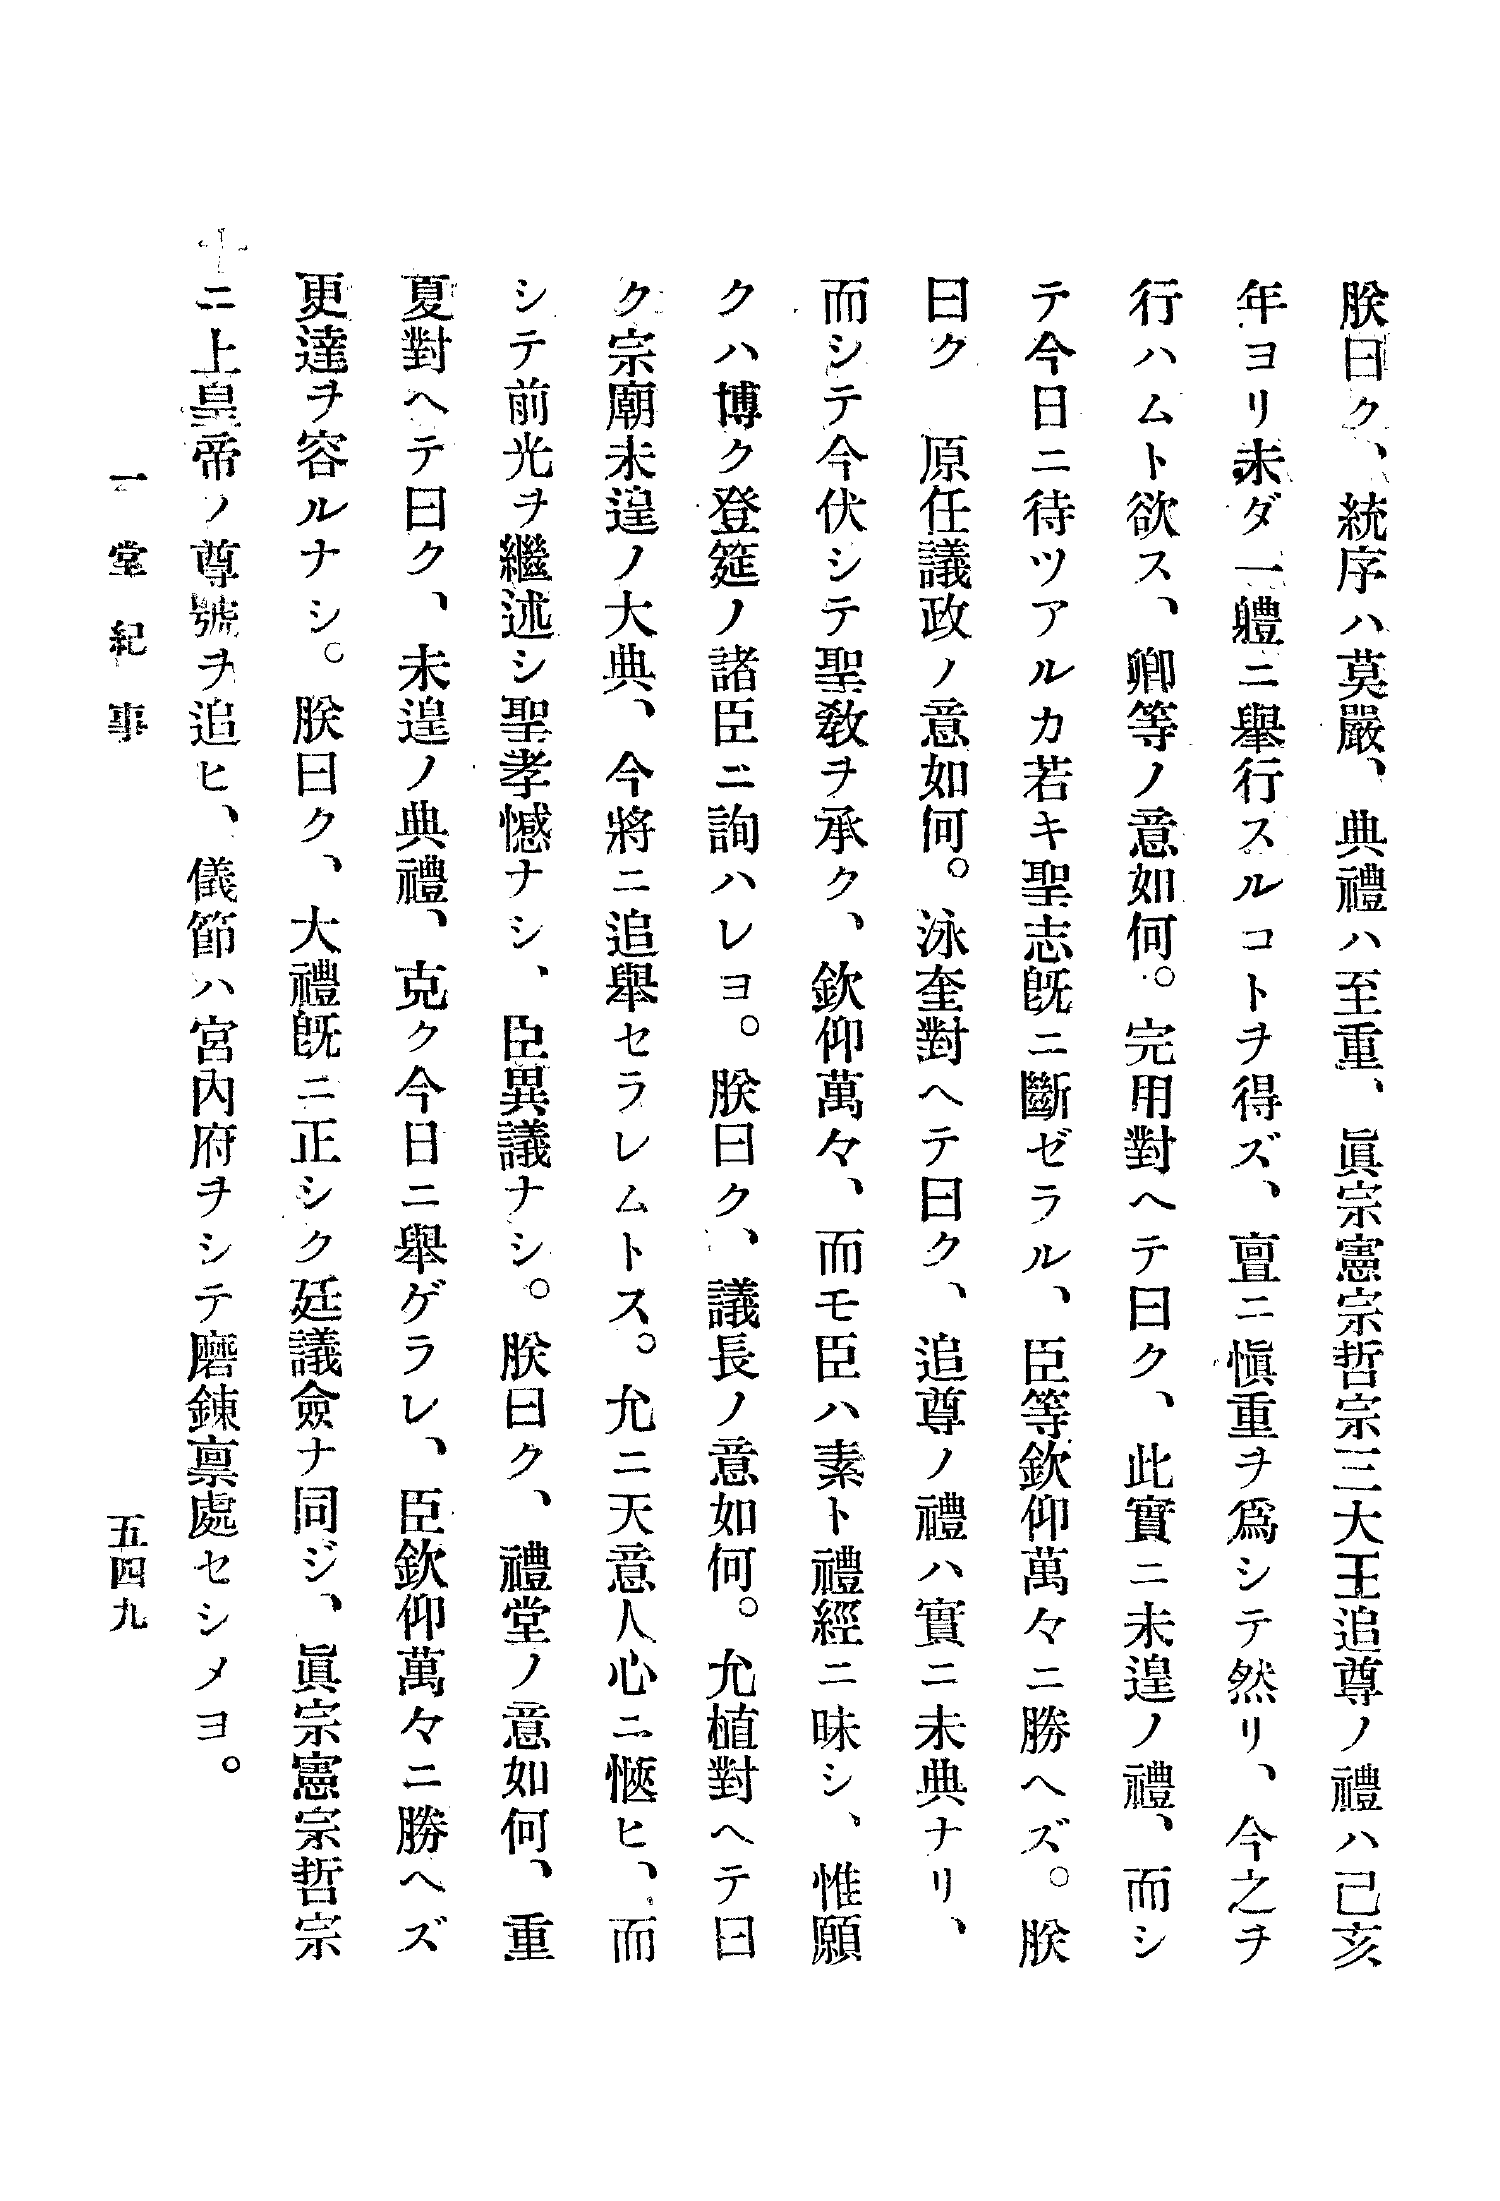 朕曰ク、統序ハ莫嚴、典禮ハ至重、眞宗憲宗哲宗三大王追尊ノ禮ハ己亥
年ヨリ未ダ一體ニ擧行スルコトヲ得ズ、亶ニ愼重ヲ爲シテ然リ、今之ヲ
行ハムト欲ス、卿等ノ意如何。完用對ヘテ曰ク、此實ニ未遑ノ禮、而シ
テ今日ニ待ツアルカ若キ聖志既ニ斷ゼラル、臣等欽仰萬々ニ勝ヘズ。朕
曰ク　原任議政ノ意如何。泳奎對ヘテ曰ク、追尊ノ禮ハ實ニ未典ナリ、
而シテ今伏シテ聖敎ヲ承ク、欽仰萬々、而モ臣ハ素ト禮經ニ昧シ、惟願
クハ博ク登筵ノ諸臣ニ詢ハレヨ。朕曰ク、議長ノ意如何。允植對ヘテ曰
ク宗廟未遑ノ大典、今將ニ追擧セラレムトス。允ニ天意人心ニ愜ヒ、而
シテ前光ヲ繼述シ聖孝憾ナシ、臣異議ナシ。朕曰ク、禮堂ノ意如何、重
夏對ヘテ曰ク、未遑ノ典禮、克ク今日ニ擧ゲラレ、臣欽仰萬々ニ勝ヘズ
更達ヲ容ルナシ。朕曰ク、大禮既ニ正シク廷議僉ナ同ジ、眞宗憲宗哲宗
ニ上皇帝ノ尊號ヲ追ヒ、儀節ハ宮內府ヲシテ磨鍊稟處セシメヨ。
一堂紀事
五四九